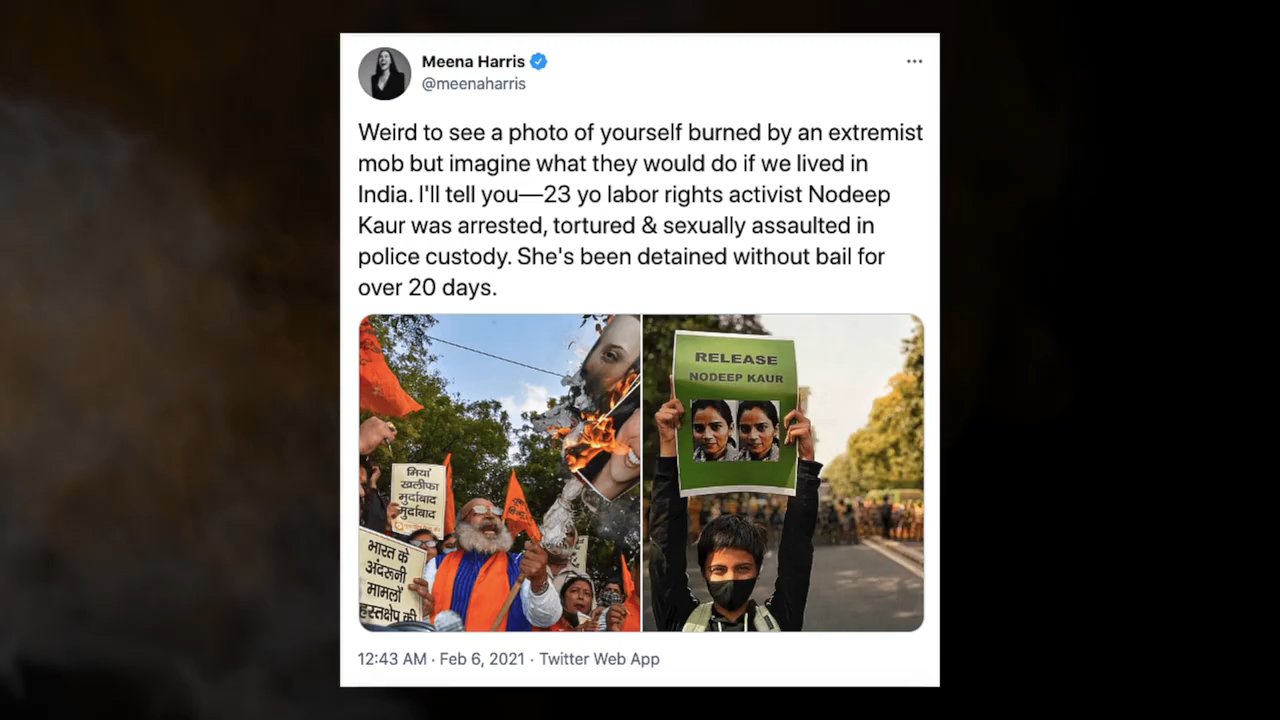 Meena Harris
@meenaharris
Weird to see a photo of yourself burned by an extremist
mob but imagine what they would do if we lived in
India. I'll tell you—23 yo labor rights activist Nodeep
Kaur was arrested, tortured & sexually assaulted in
police custody. She's been detained without bail for
over 20 days.
मियां
खलीफा
मुर्दाबाद
मुर्दाबाद
भारत के
अंदरूनी
मामलों
हस्तक्षेप की
RELEASE
NODEEP KAUR
12:43 AM · Feb 6, 2021 · Twitter Web App